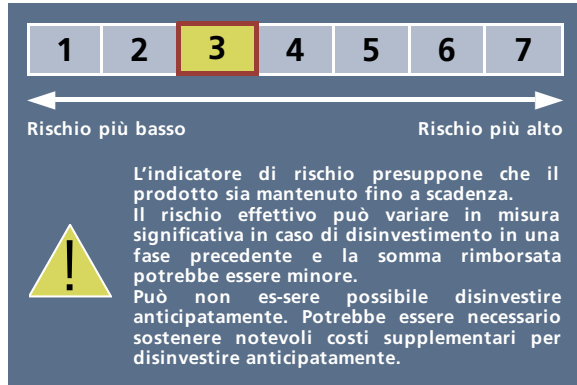 1 2 3 4 5 6 7
Rischio più basso Rischio più alto
L'indicatore di rischio presuppone che il
prodotto sia mantenuto fino a scadenza.
Il rischio effettivo può variare in misura
significativa in caso di disinvestimento in una
fase precedente e la somma rimborsata
potrebbe essere minore.
Può non es-sere possibile disinvestire
anticipatamente. Potrebbe essere necessario
sostenere notevoli costi supplementari per
disinvestire anticipatamente.
!